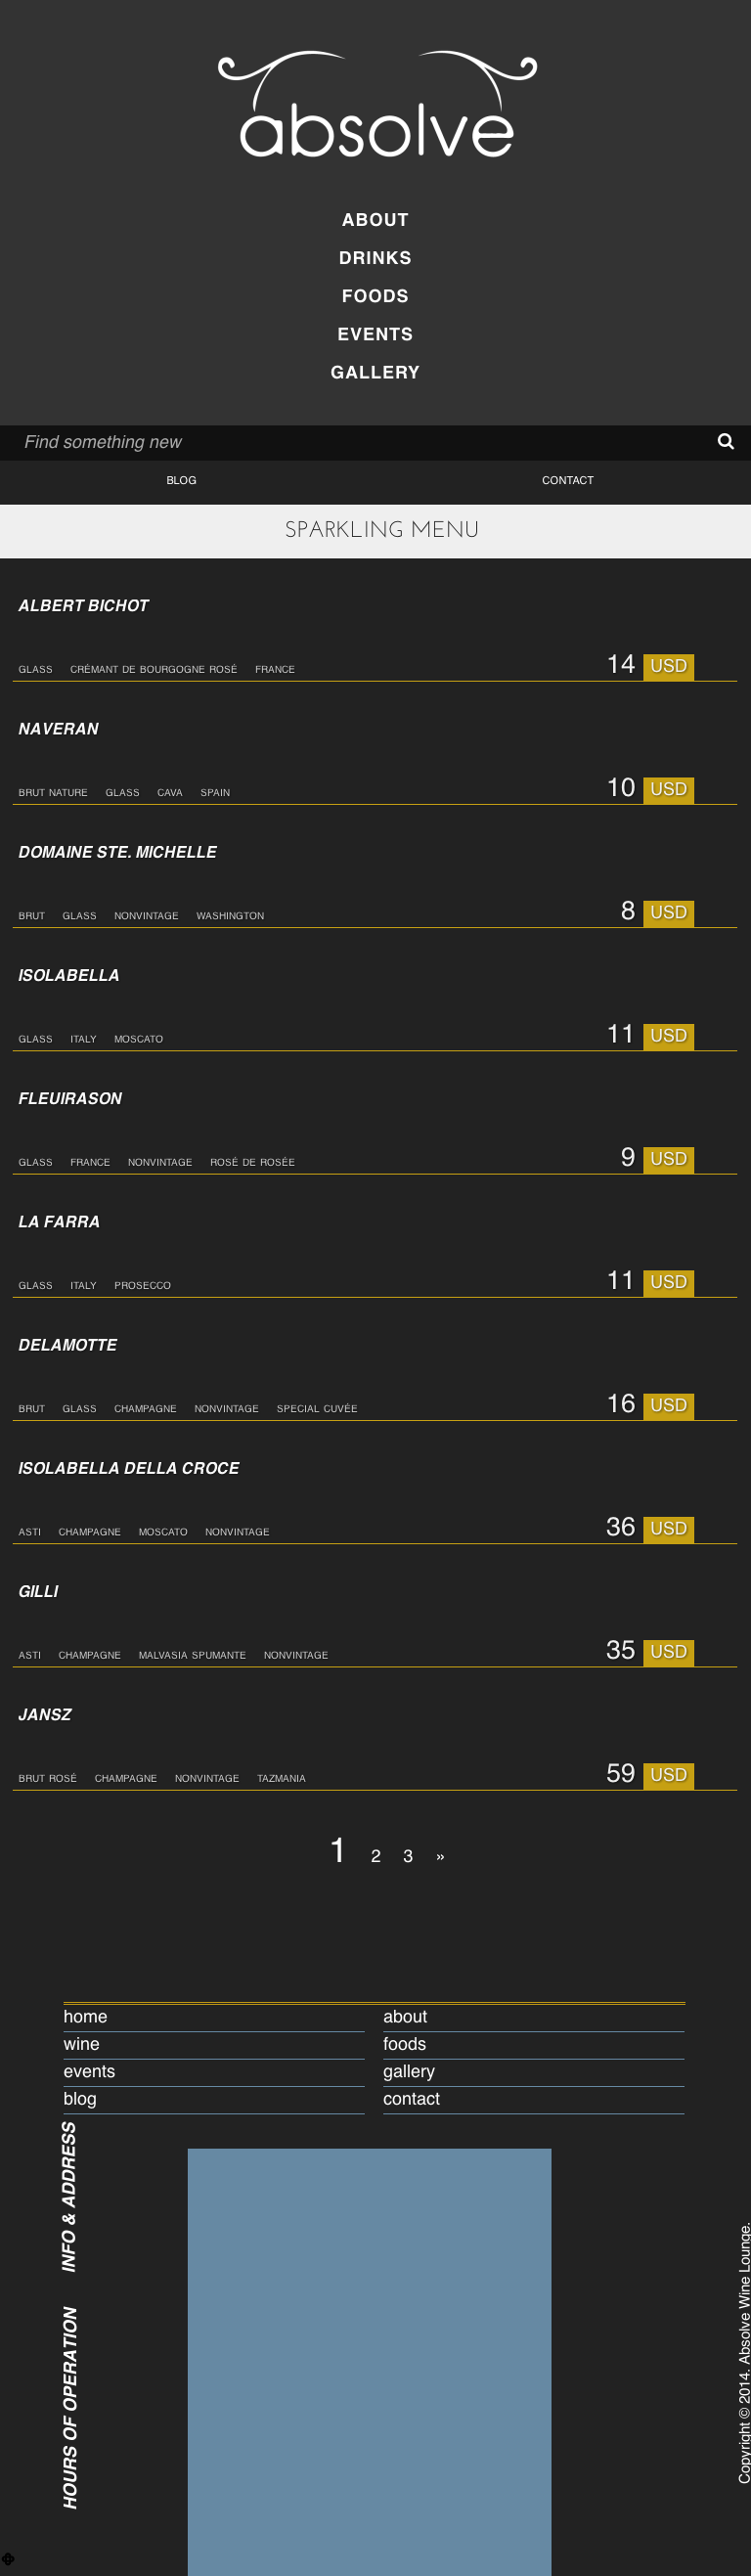 absolve
ABOUT
DRINKS
FOODS
EVENTS
GALLERY
Find something new
BLOG CONTACT
SPARKLING MENU
ALBERT BICHOT
GLASS CRÉMANT DE BOURGOGNE ROSÉ FRANCE 14 USD
NAVERAN
BRUT NATURE GLASS CAVA SPAIN 10 USD
DOMAINE STE. MICHELLE
BRUT GLASS NONVINTAGE WASHINGTON 8 USD
ISOLABELLA
GLASS ITALY MOSCATO 11 USD
FLEUIRASON
GLASS FRANCE NONVINTAGE ROSÉ DE ROSÉE 9 USD
LA FARRA
GLASS ITALY PROSECCO 11 USD
DELAMOTTE
BRUT GLASS CHAMPAGNE NONVINTAGE SPECIAL CUVÉE 16 USD
ISOLABELLA DELLA CROCE
ASTI CHAMPAGNE MOSCATO NONVINTAGE 36 USD
GILLI
ASTI CHAMPAGNE MALVASIA SPUMANTE NONVINTAGE 35 USD
JANSZ
BRUT ROSÉ CHAMPAGNE NONVINTAGE TAZMANIA 59 USD
1 2 3 »
home about
wine foods
events gallery
blog contact
INFO & ADDRESS
HOURS OF OPERATION
Copyright © 2014. Absolve Wine Lounge.